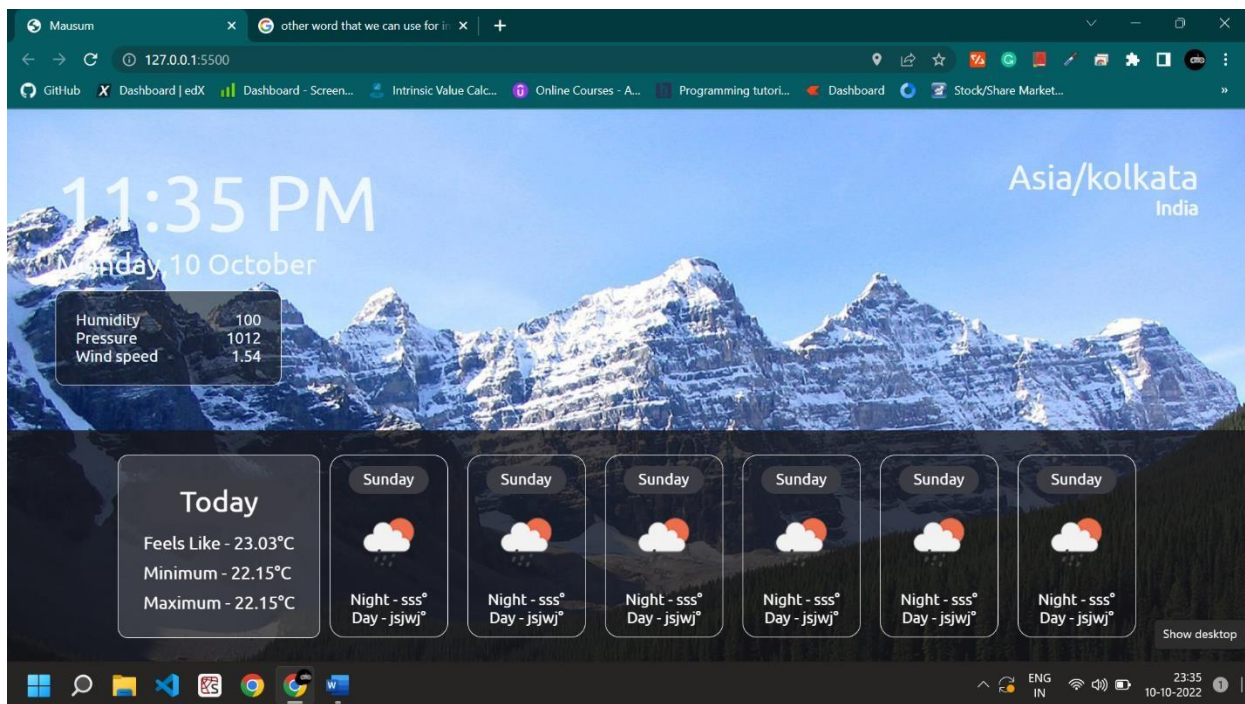 Mausum
other word that we can use for in
127.0.0.1:5500
GitHub
Dashboard | edX
Dashboard - Screen...
Intrinsic Value Calc...
Online Courses - A...
Programming tutori...
Dashboard
Stock/Share Market...
»
11:35 PM
Monday, 10 October
Asia/kolkata
India
Humidity 100
Pressure 1012
Wind speed 1.54
Today
Feels Like - 23.03°C
Minimum - 22.15°C
Maximum - 22.15°C
Sunday
Night - sss°
Day - jsjwj°
Sunday
Night - sss°
Day - jsjwj°
Sunday
Night - sss°
Day - jsjwj°
Sunday
Night - sss°
Day - jsjwj°
Sunday
Night - sss°
Day - jsjwj°
Sunday
Night - sss°
Day - jsjwj°
Show desktop
ENG
IN
23:35
10-10-2022
1